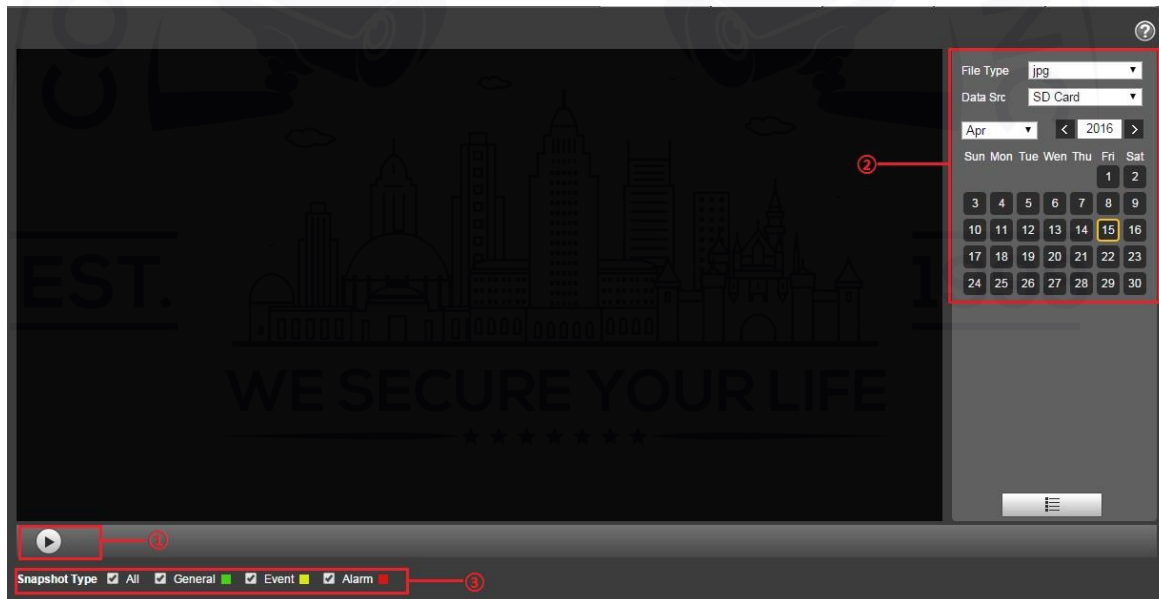 ?
File Type jpg
Data Src SD Card
Apr < 2016 >
Sun Mon Tue Wen Thu Fri Sat
1 2
3 4 5 6 7 8 9
10 11 12 13 14 15 16
17 18 19 20 21 22 23
24 25 26 27 28 29 30
②
EST.
WE SECURE YOUR LIFE
①
Snapshot Type All General Event Alarm
③